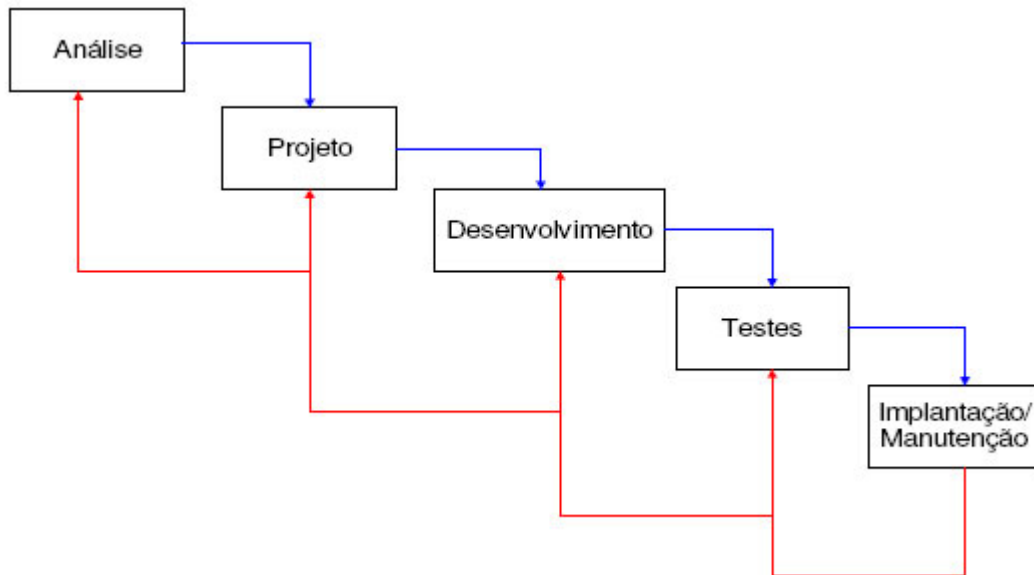 Análise
Projeto
Desenvolvimento
Testes
Implantação/
Manutenção